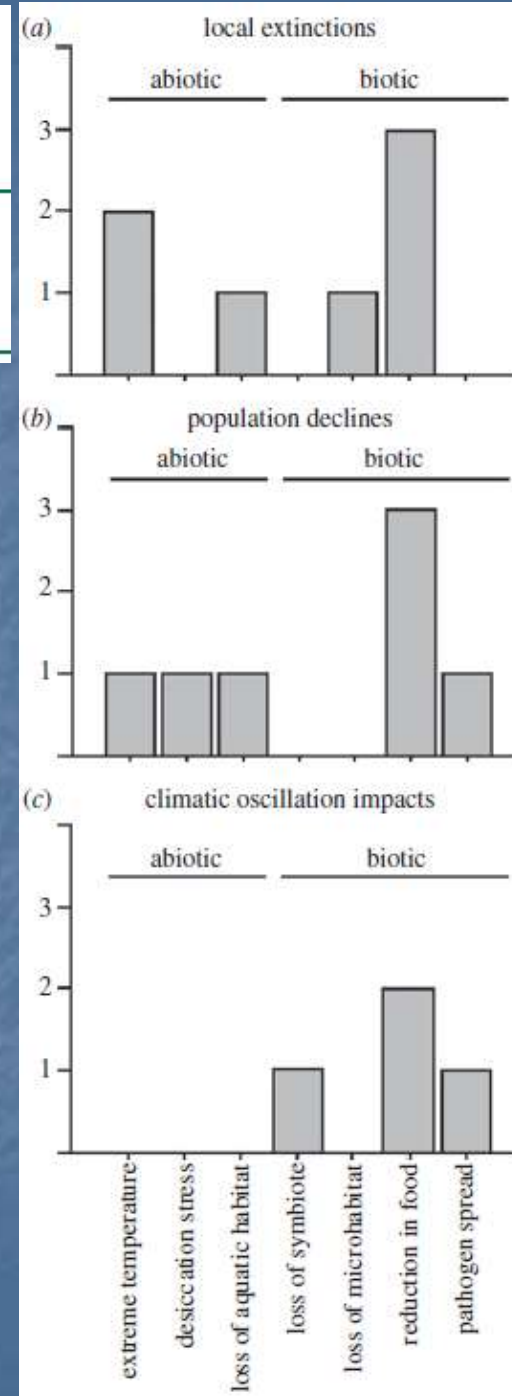 (a) local extinctions
abiotic biotic
3
2
1
(b) population declines
abiotic biotic
3
2
1
(c) climatic oscillation impacts
abiotic biotic
3
2
1
extreme temperature
desiccation stress
loss of aquatic habitat
loss of symbiote
loss of microhabitat
reduction in food
pathogen spread